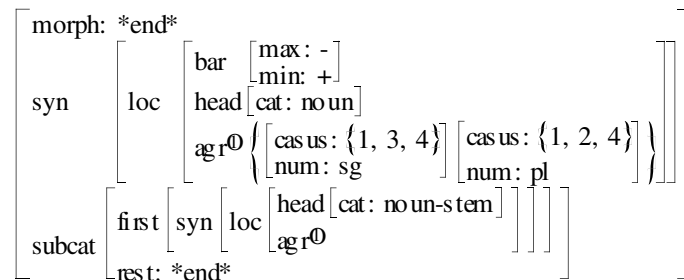 morph: *end*
bar [max: -
min: +]
syn loc head [cat: noun]
agr① { [casus: {1, 3, 4} num: sg] [casus: {1, 2, 4} num: pl] }
subcat first syn loc head [cat: noun-stem]
agr①
rest: *end*